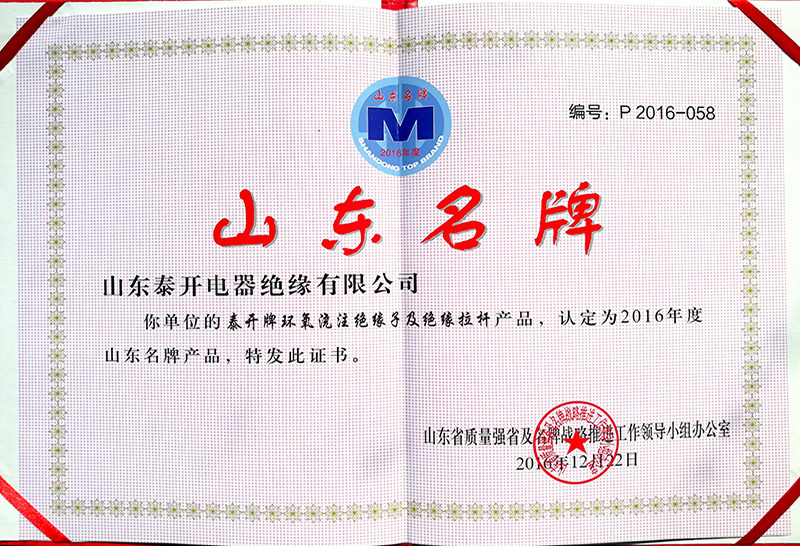 山东名牌
M
2016年度
SHANDONG TOP BRAND
编号：P 2016-058
山东名牌
山东泰开电器绝缘有限公司
你单位的泰开牌环氧浇注绝缘子及绝缘拉杆产品，认定为2016年度
山东名牌产品，特发此证书。
山东省质量强省及名牌战略推进工作领导小组办公室
2016年12月22日